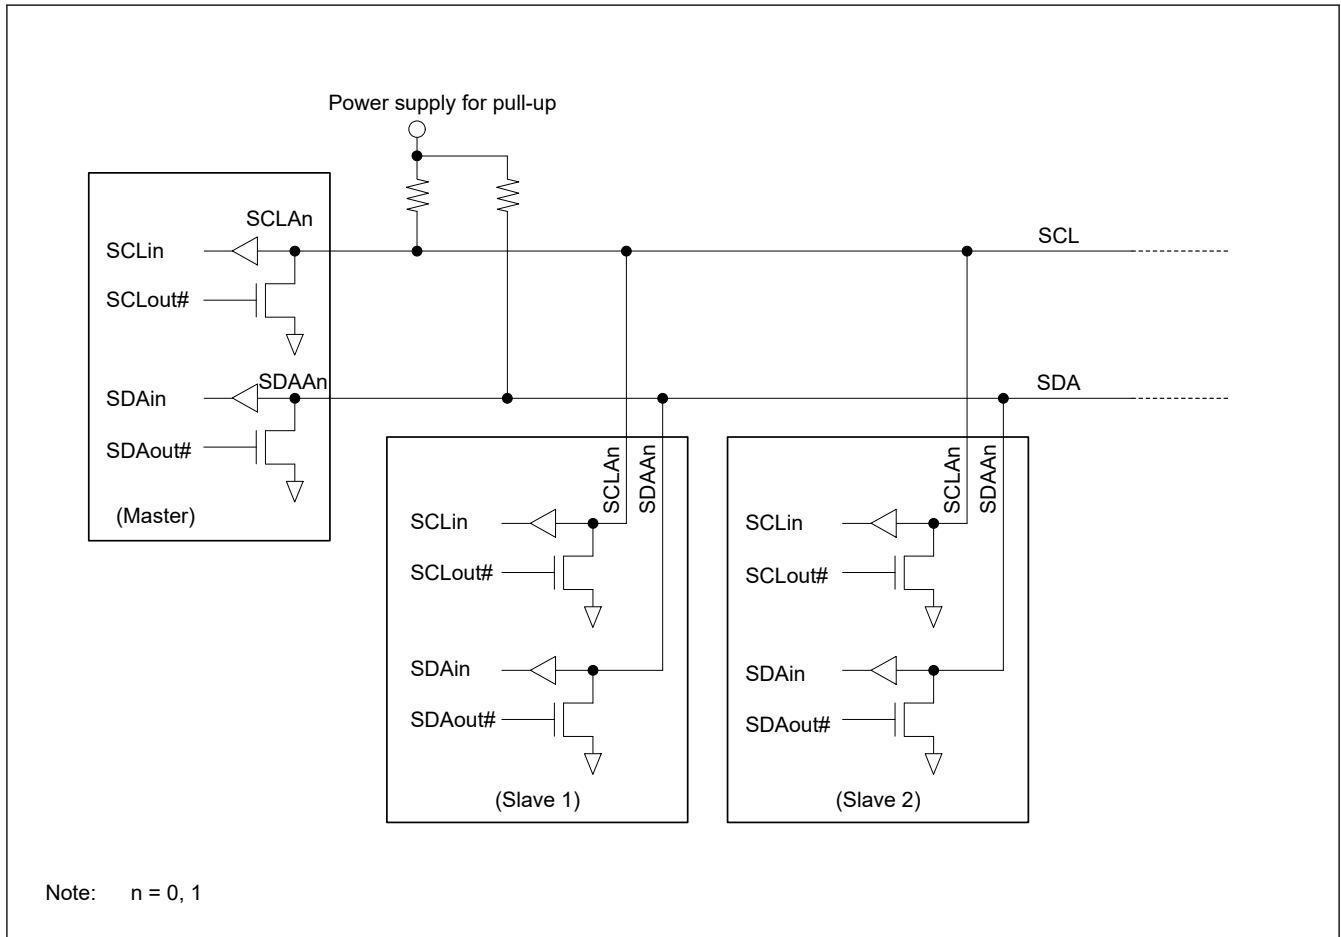 Power supply for pull-up
SCLAn
SCLin
SCL
SCLout#
SDAAn
SDAin
SDA
SDAout#
(Master)
SCLAn
SDAAn
SCLin
SCLout#
SDAin
SDAout#
(Slave 1)
SCLAn
SDAAn
SCLin
SCLout#
SDAin
SDAout#
(Slave 2)
Note: n = 0, 1